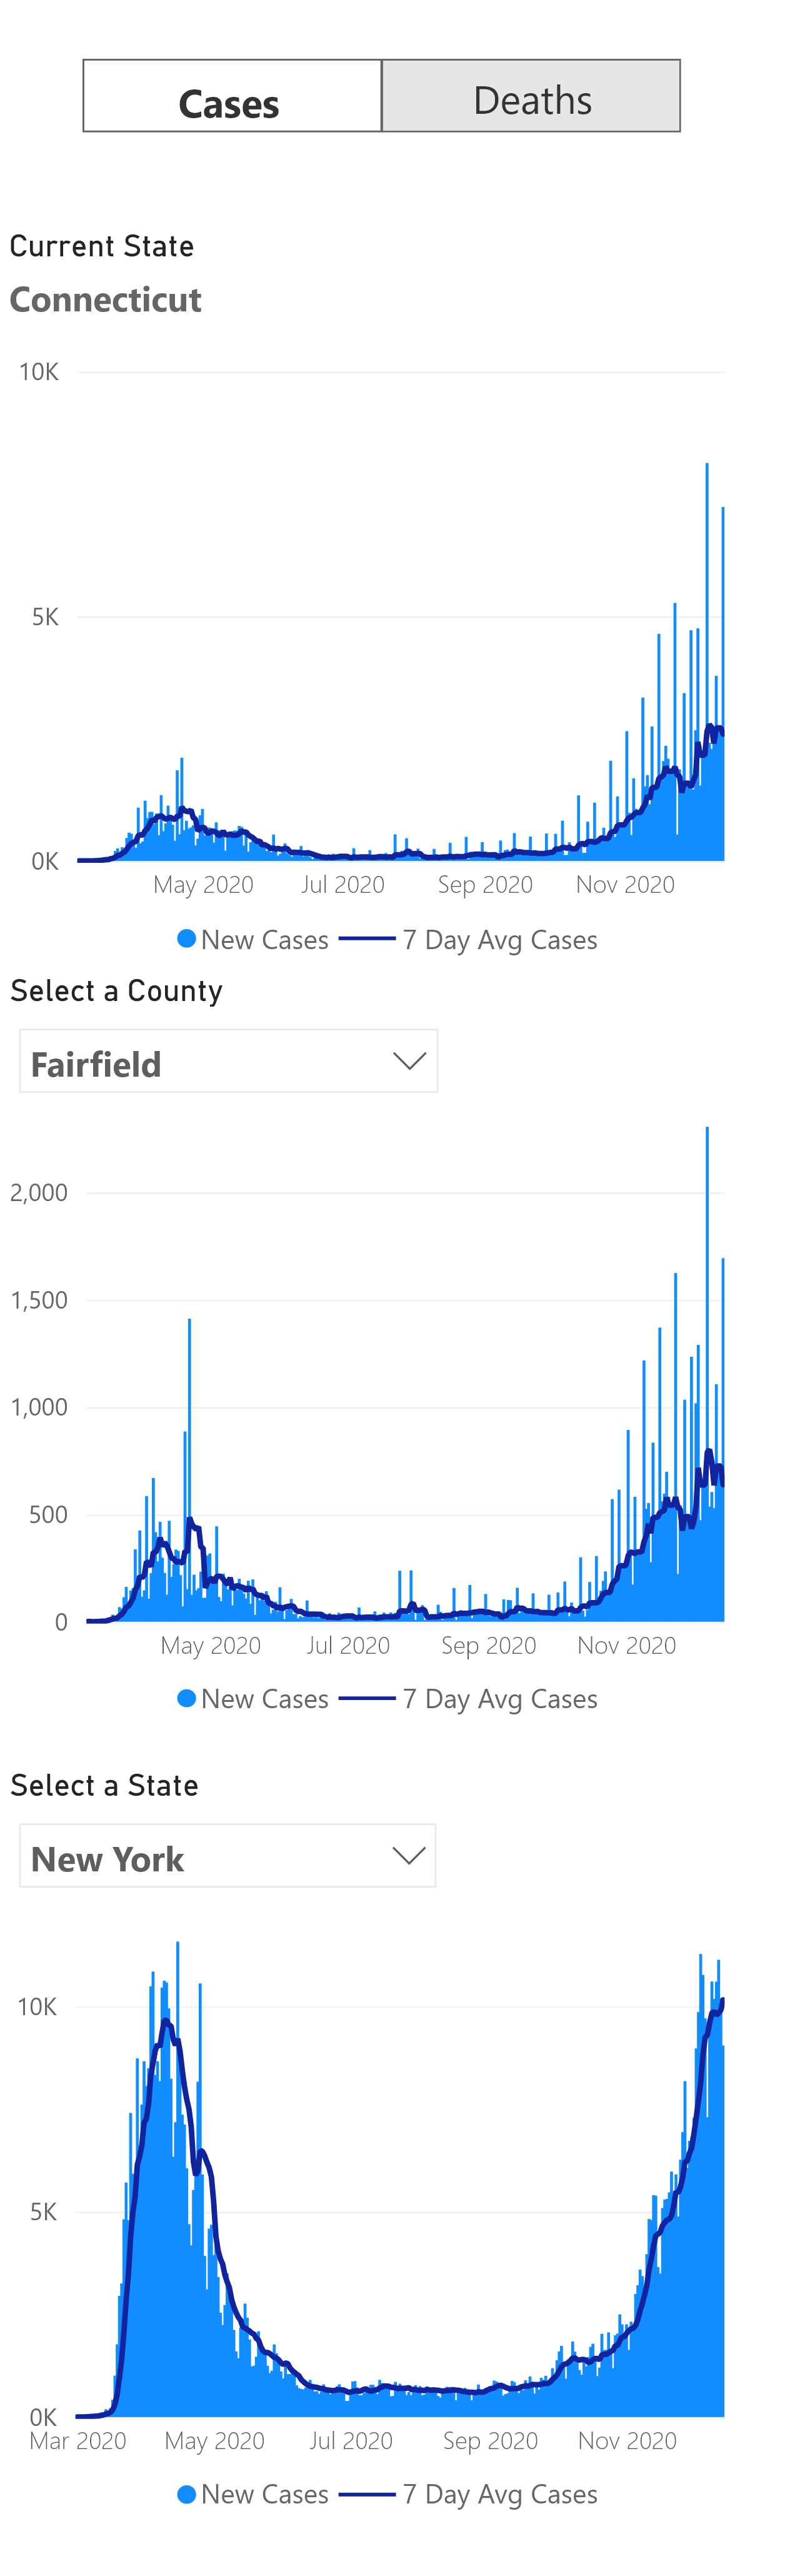 Cases Deaths
Current State
Connecticut
10K
5K
0K
May 2020 Jul 2020 Sep 2020 Nov 2020
New Cases 7 Day Avg Cases
Select a County
Fairfield
2,000
1,500
1,000
500
0
May 2020 Jul 2020 Sep 2020 Nov 2020
New Cases 7 Day Avg Cases
Select a State
New York
10K
5K
0K
Mar 2020 May 2020 Jul 2020 Sep 2020 Nov 2020
New Cases 7 Day Avg Cases